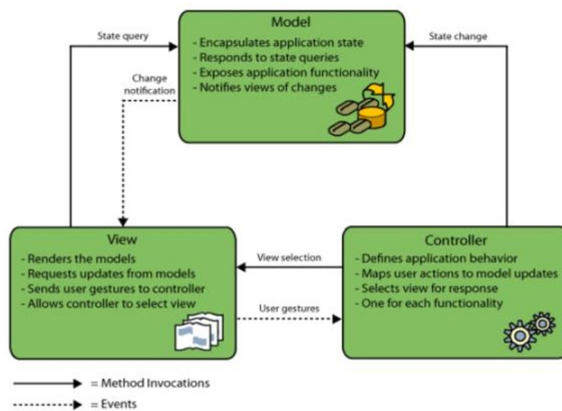 Model
- Encapsulates application state
- Responds to state queries
- Exposes application functionality
- Notifies views of changes
State query
State change
Change
notification
View
- Renders the models
- Requests updates from models
- Sends user gestures to controller
- Allows controller to select view
View selection
User gestures
Controller
- Defines application behavior
- Maps user actions to model updates
- Selects view for response
- One for each functionality
= Method Invocations
= Events